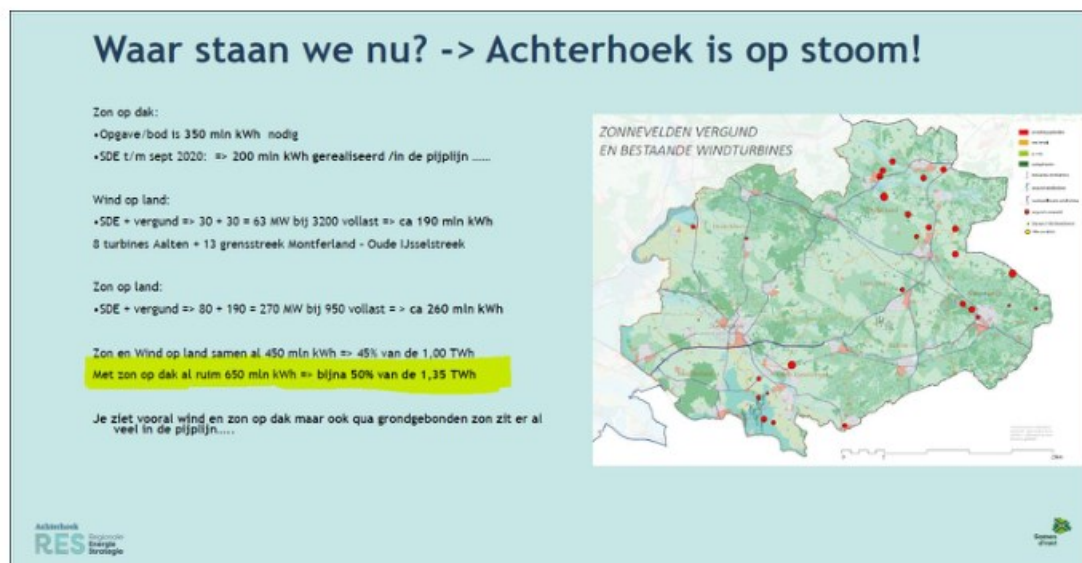 Waar staan we nu? -> Achterhoek is op stoom!
Zon op dak:
•Opgave/bod is 350 mln kWh nodig
•SDE t/m sept 2020: => 200 mln kWh gerealiseerd /in de pijplijn ......
Wind op land:
•SDE + vergund => 30 + 30 = 63 MW bij 3200 vollast => ca 190 mln kWh
8 turbines Aalten + 13 grensstreek Montferland - Oude IJsselstreek
Zon op land:
•SDE + vergund => 80 + 190 = 270 MW bij 950 vollast = > ca 260 mln kWh
Zon en Wind op land samen al 450 mln kWh => 45% van de 1,00 TWh
Met zon op dak al ruim 650 mln kWh => bijna 50% van de 1,35 TWh
Je ziet vooral wind en zon op dak maar ook qua grondgebonden zon zit er al
veel in de pijplijn.....
ZONNEVELDEN VERGUND
EN BESTAANDE WINDTURBINES
Achterhoek
RES Regionale
Energie
Strategie